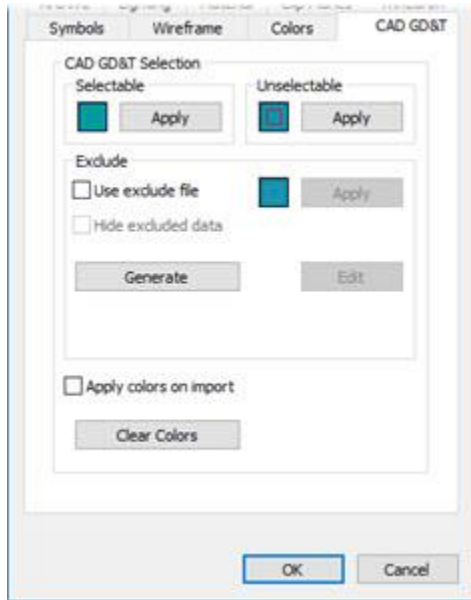 Symbols Wireframe Colors CAD GD&T
CAD GD&T Selection
Selectable Unselectable
Apply Apply
Exclude
Use exclude file Apply
Hide excluded data
Generate Edit
Apply colors on import
Clear Colors
OK Cancel